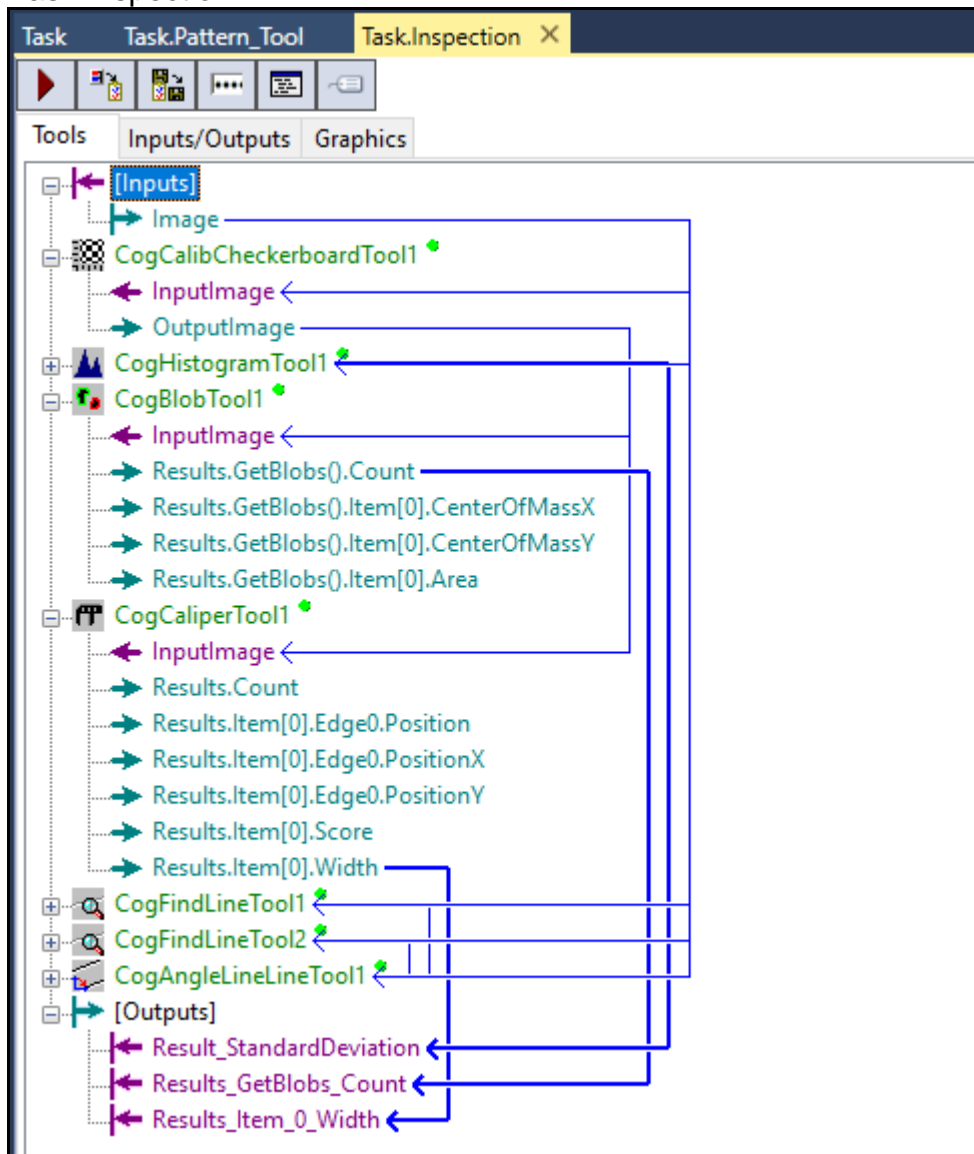 Task Task.Pattern_Tool Task.Inspection
Tools Inputs/Outputs Graphics
[Inputs]
Image
CogCalibCheckerboardTool1
InputImage
OutputImage
CogHistogramTool1
CogBlobTool1
InputImage
Results.GetBlobs().Count
Results.GetBlobs().Item[0].CenterOfMassX
Results.GetBlobs().Item[0].CenterOfMassY
Results.GetBlobs().Item[0].Area
CogCaliperTool1
InputImage
Results.Count
Results.Item[0].Edge0.Position
Results.Item[0].Edge0.PositionX
Results.Item[0].Edge0.PositionY
Results.Item[0].Score
Results.Item[0].Width
CogFindLineTool1
CogFindLineTool2
CogAngleLineLineTool1
[Outputs]
Result_StandardDeviation
Results_GetBlobs_Count
Results_Item_0_Width